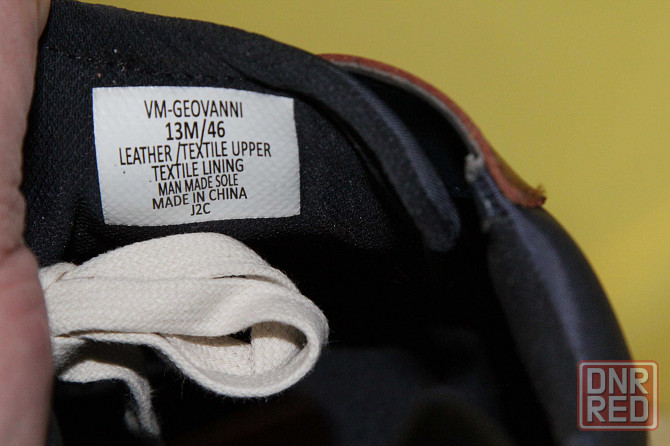 VM-GEOVANNI
13M/46
LEATHER/TEXTILE UPPER
TEXTILE LINING
MAN MADE SOLE
MADE IN CHINA
J2C
DNR
RED